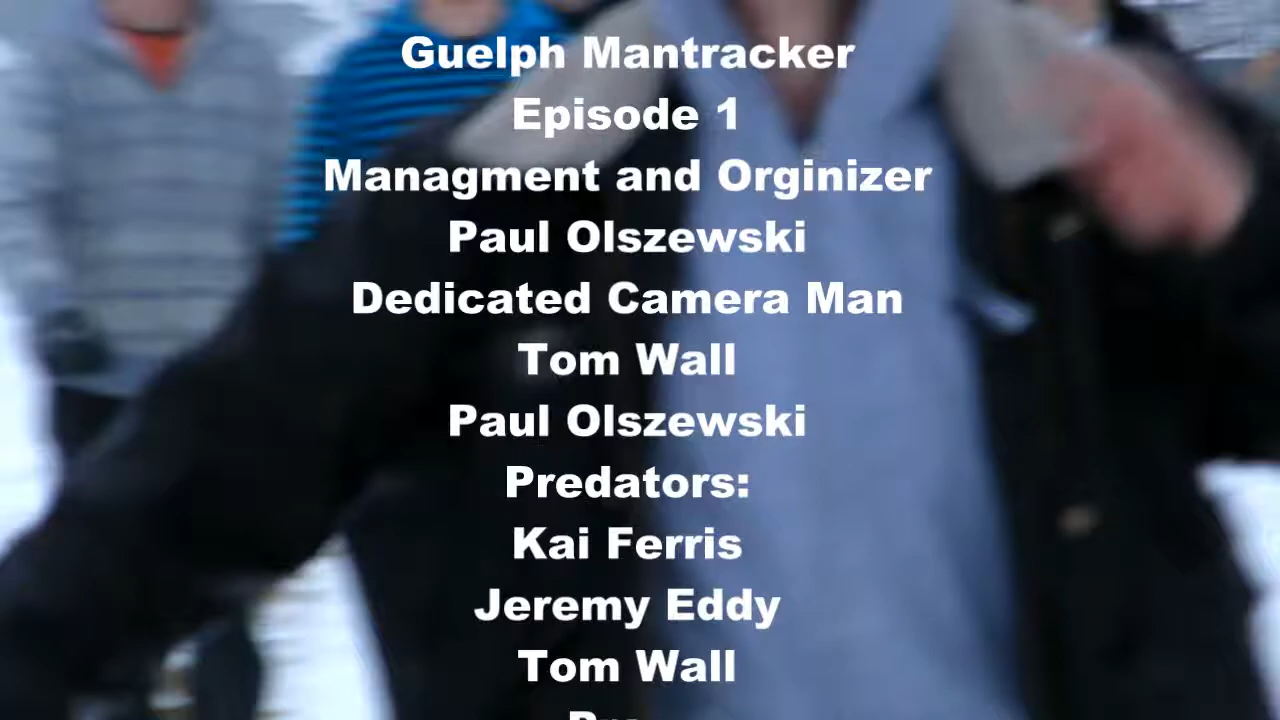 Guelph Mantracker
Episode 1
Managment and Orginizer
Paul Olszewski
Dedicated Camera Man
Tom Wall
Paul Olszewski
Predators:
Kai Ferris
Jeremy Eddy
Tom Wall